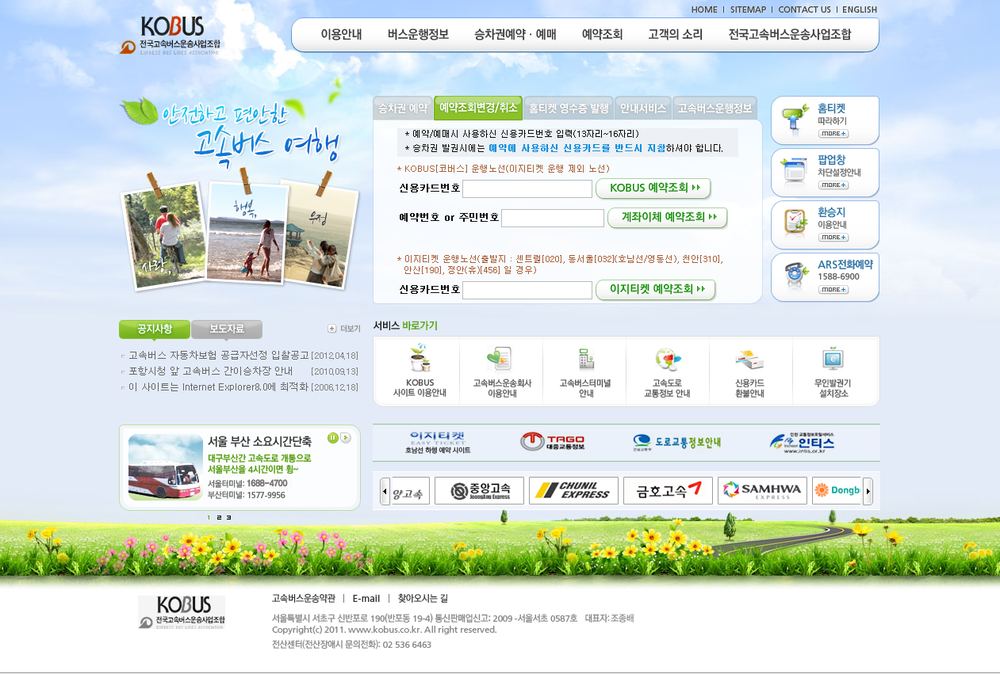 HOME | SITEMAP | CONTACT US | ENGLISH
KOBUS
전국고속버스운송사업조합
EXPRESS BUS LINES ASSOCIATION
이용안내 버스운행정보 승차권예약 · 예매 예약조회 고객의 소리 전국고속버스운송사업조합
안전하고 편안한
고속버스 여행
사랑,
행복,
우정
승차권 예약 예약조회변경/취소 홈티켓 영수증 발행 안내서비스 고속버스운행정보
* 예약/예매시 사용하신 신용카드번호 입력(13자리~16자리)
* 승차권 발권시에는 예약에 사용하신 신용카드를 반드시 지참하셔야 합니다.
* KOBUS[코버스] 운행노선(이지티켓 운행 제외 노선)
신용카드번호 KOBUS 예약조회
예약번호 or 주민번호 계좌이체 예약조회
* 이지티켓 운행노선(출발지 : 센트럴[020], 동서울[032](호남선/영동선), 천안[310],
안산[190], 정안(휴)[456] 일 경우)
신용카드번호 이지티켓 예약조회
홈티켓
따라하기
MORE+
팝업창
차단설정안내
MORE+
환승지
이용안내
MORE+
ARS전화예약
1588-6900
MORE+
공지사항 보도자료 더보기
고속버스 자동차보험 공급자선정 입찰공고 [2012,04,18]
포항시청 앞 고속버스 간이승차장 안내 [2010,09,13]
이 사이트는 Internet Explorer8.0에 최적화 [2006,12,18]
서비스 바로가기
KOBUS
사이트 이용안내
고속버스운송회사
이용안내
고속버스터미널
안내
고속도로
교통정보 안내
신용카드
환불안내
무인발권기
설치장소
서울 부산 소요시간단축
대구부산간 고속도로 개통으로
서울부산을 4시간이면 휭~
서울터미널: 1688-4700
부산터미널: 1577-9956
1 2 3
이지티켓
EASY TICKET
호남선 하행 예약 사이트
TAGO
대중교통정보
건설교통부
도로교통정보안내
인천 교통정보포털서비스
Incheon
인티스
www.intis.or.kr
양고속
중앙고속
JoongAng Express
CHUNIL
EXPRESS
금호고속
SAMHWA
EXPRESS
Dongb
KOBUS
전국고속버스운송사업조합
EXPRESS BUS LINES ASSOCIATION
고속버스운송약관 | E-mail | 찾아오시는 길
서울특별시 서초구 신반포로 190(반포동 19-4) 통신판매업신고: 2009 -서울서초 0587호 대표자: 조종배
Copyright(c) 2011. www.kobus.co.kr. All right reserved.
전산센터(전산장애시 문의전화): 02 536 6463